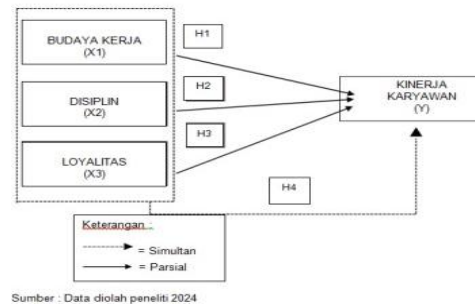 BUDAYA KERJA
(X1)
H1
H2
DISIPLIN
(X2)
KINERJA
KARYAWAN
(Y)
H3
LOYALITAS
(X3)
H4
Keterangan :
= Simultan
= Parsial
Sumber : Data diolah peneliti 2024